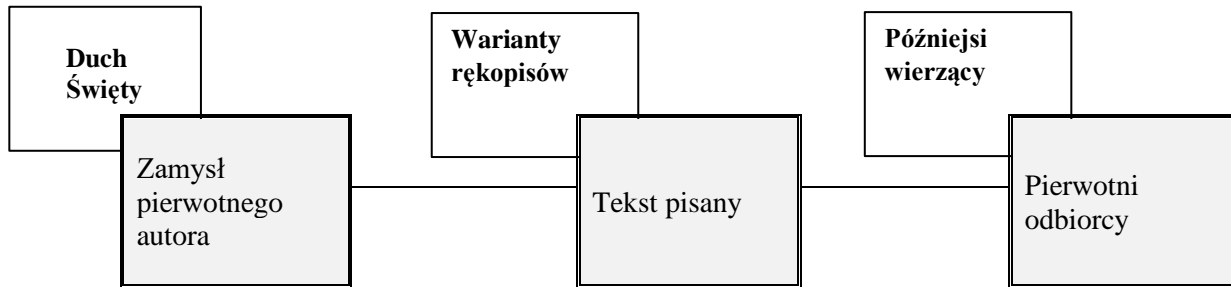 Duch
Święty
Warianty
rękopisów
Późniejsi
wierzący
Zamysł
pierwotnego
autora
Tekst pisany
Pierwotni
odbiorcy